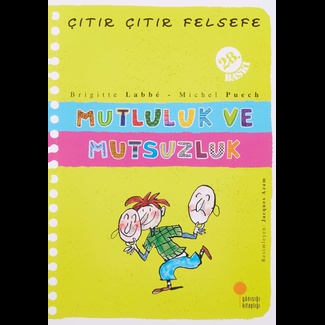 ÇITIR ÇITIR FELSEFE
28.
BASKI
Brigitte Labbé - Michel Puech
MUTLULUK VE
MUTSUZLUK
Resimleyen: Jacques Azam
günışığı
kitaplığı